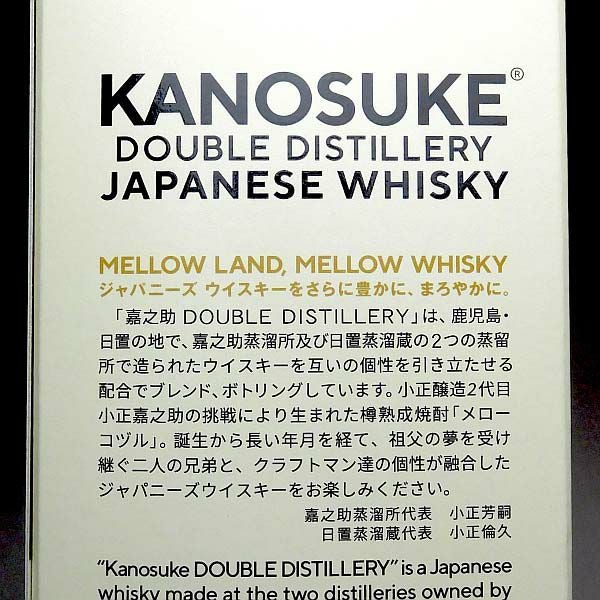 KANOSUKE®
DOUBLE DISTILLERY
JAPANESE WHISKY
MELLOW LAND, MELLOW WHISKY
ジャパニーズ ウイスキーをさらに豊かに、まろやかに。
「嘉之助 DOUBLE DISTILLERY」は、鹿児島・
日置の地で、嘉之助蒸溜所及び日置蒸溜蔵の2つの蒸留
所で造られたウイスキーを互いの個性を引き立たせる
配合でブレンド、ボトリングしています。小正醸造2代目
小正嘉之助の挑戦により生まれた樽熟成焼酎「メロー
コヅル」。誕生から長い年月を経て、祖父の夢を受け
継ぐ二人の兄弟と、クラフトマン達の個性が融合した
ジャパニーズウイスキーをお楽しみください。
嘉之助蒸溜所代表 小正芳嗣
日置蒸溜蔵代表 小正倫久
“Kanosuke DOUBLE DISTILLERY” is a Japanese
whisky made at the two distilleries owned by